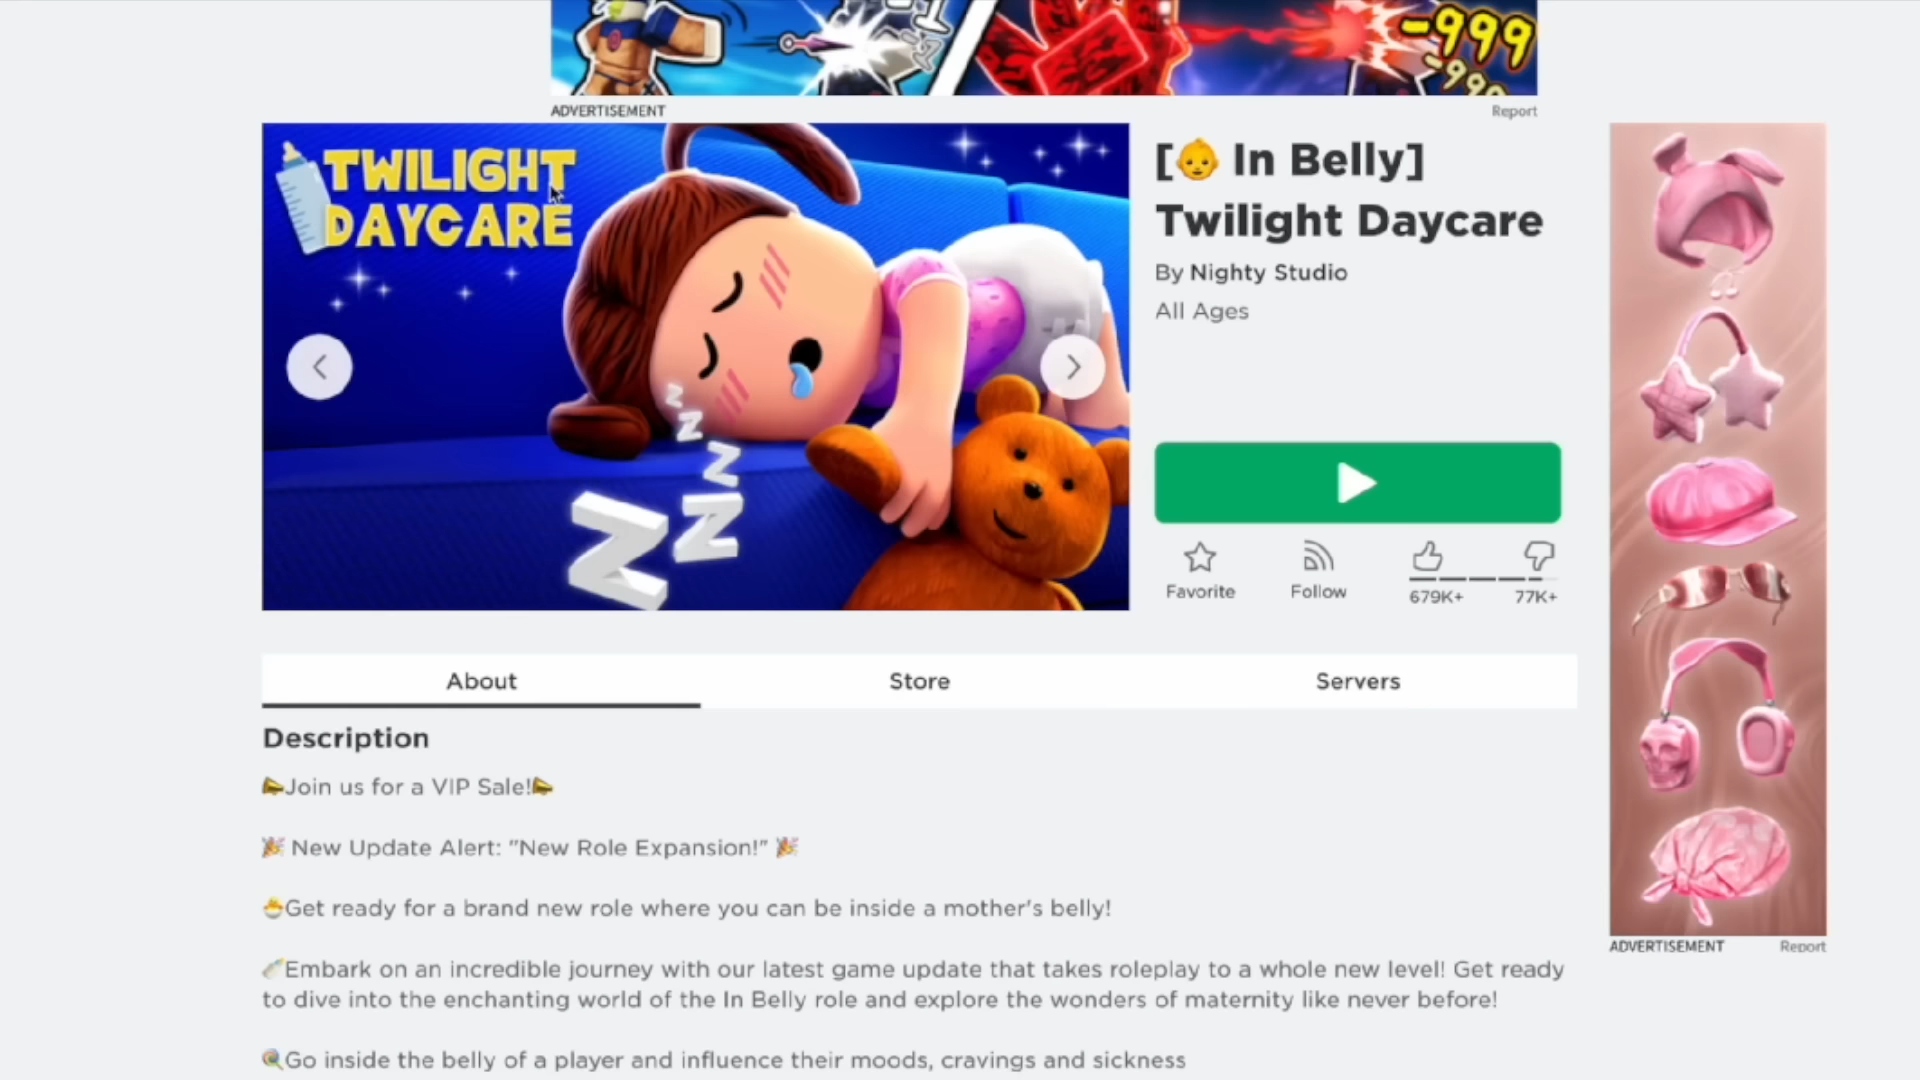 -1
-999
-999
ADVERTISEMENT
Report
TWILIGHT
DAYCARE
z
z
z
z
z
[👶 In Belly]
Twilight Daycare
By Nighty Studio
All Ages
Favorite
Follow
679K+
77K+
About
Store
Servers
Description
📣Join us for a VIP Sale!📣
🎉 New Update Alert: "New Role Expansion!" 🎉
🐣Get ready for a brand new role where you can be inside a mother's belly!
🍼Embark on an incredible journey with our latest game update that takes roleplay to a whole new level! Get ready
to dive into the enchanting world of the In Belly role and explore the wonders of maternity like never before!
🍭Go inside the belly of a player and influence their moods, cravings and sickness
ADVERTISEMENT
Report